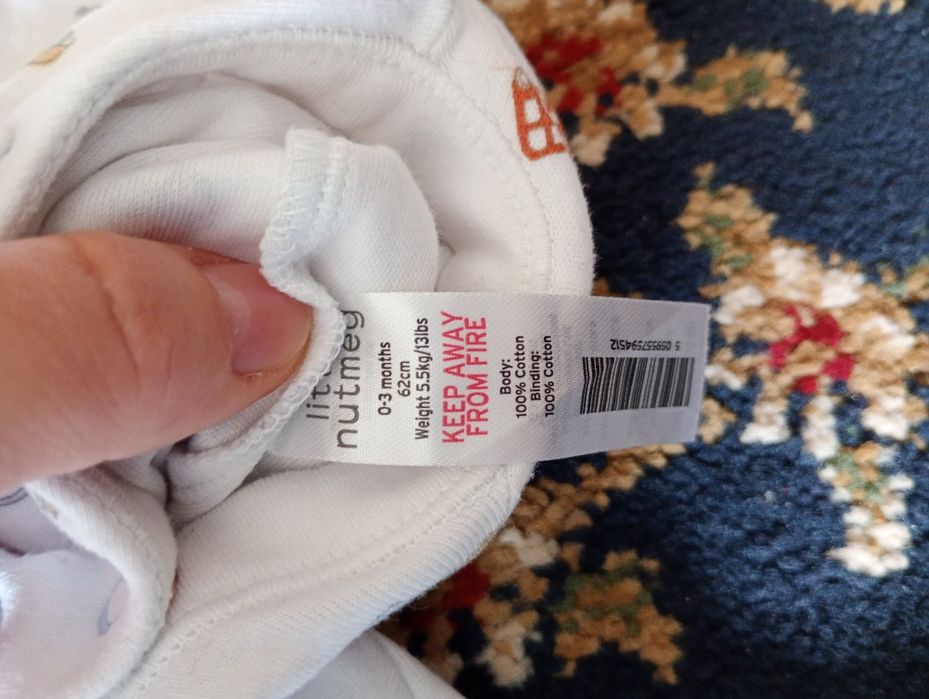 little
nutmeg
0-3 months
62cm
Weight 5.5kg/13lbs
KEEP AWAY
FROM FIRE
Body:
100% Cotton
Binding:
100% Cotton
5 059557594512